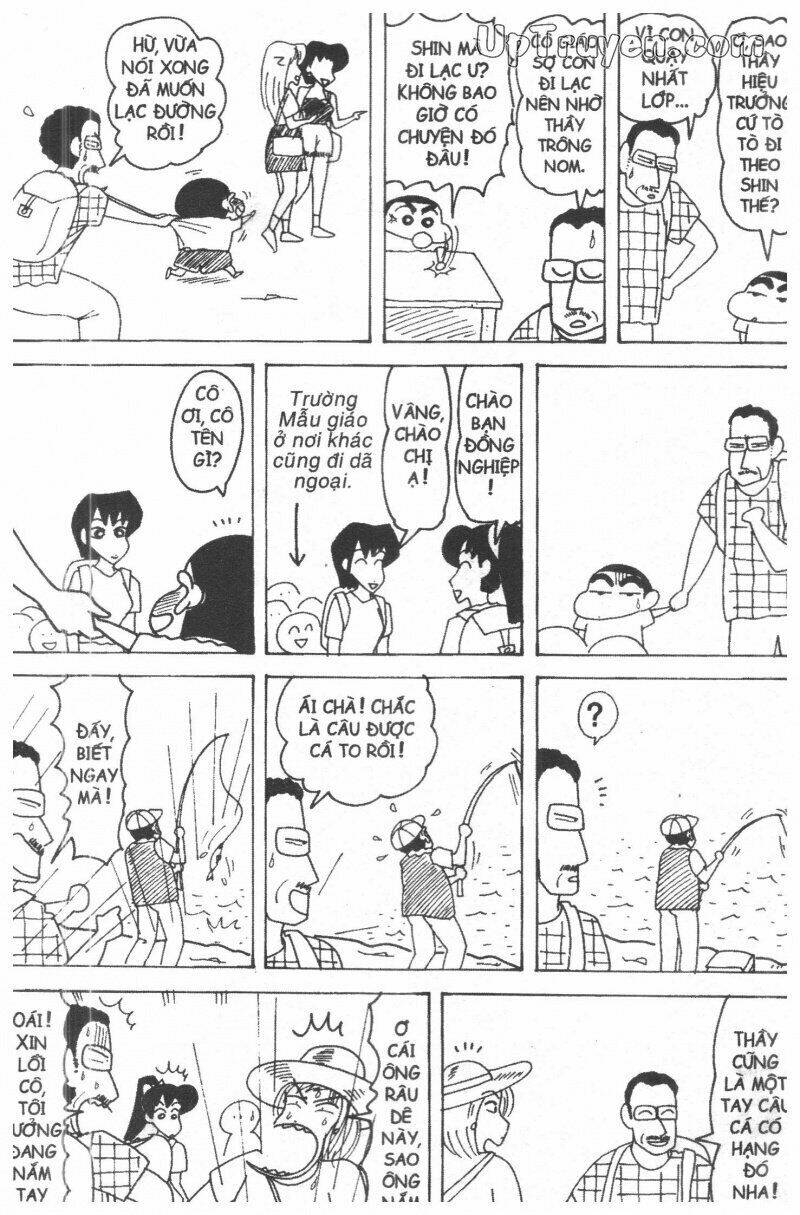 UpTruyen.com
THẦY
HIỆU
TRƯỞNG
CỨ TÒ
TÒ ĐI
THEO
SHIN
THẾ?
VÌ CON
QUẬY
NHẤT
LỚP...
SỢ CON
ĐI LẠC
NÊN NHỜ
THẦY
TRÔNG
NOM.
SHIN MÀ
ĐI LẠC Ư?
KHÔNG BAO
GIỜ CÓ
CHUYỆN ĐÓ
ĐÂU!
HỪ, VỪA
NÓI XONG
ĐÃ MUỐN
LẠC ĐƯỜNG
RỒI!
CHÀO
BẠN
ĐỒNG
NGHIỆP
!
VÂNG,
CHÀO
CHỊ
Ạ!
Trường
Mẫu giáo
ở nơi khác
cũng đi dã
ngoại.
CÔ
ƠI, CÔ
TÊN
GÌ?
?
ÁI CHÀ! CHẮC
LÀ CÂU ĐƯỢC
CÁ TO RỒI!
ĐẤY,
BIẾT
NGAY
MÀ!
THẦY
CŨNG
LÀ MỘT
TAY CÂU
CÁ CÓ
HẠNG
ĐÓ
NHA!
Ơ
CÁI
ÔNG
RÂU
DÊ
NÀY,
SAO
ÔNG
NẮM
OÁI!
XIN
LỖI
CÔ,
TÔI
ƯỞNG
ĐANG
NẮM
TAY